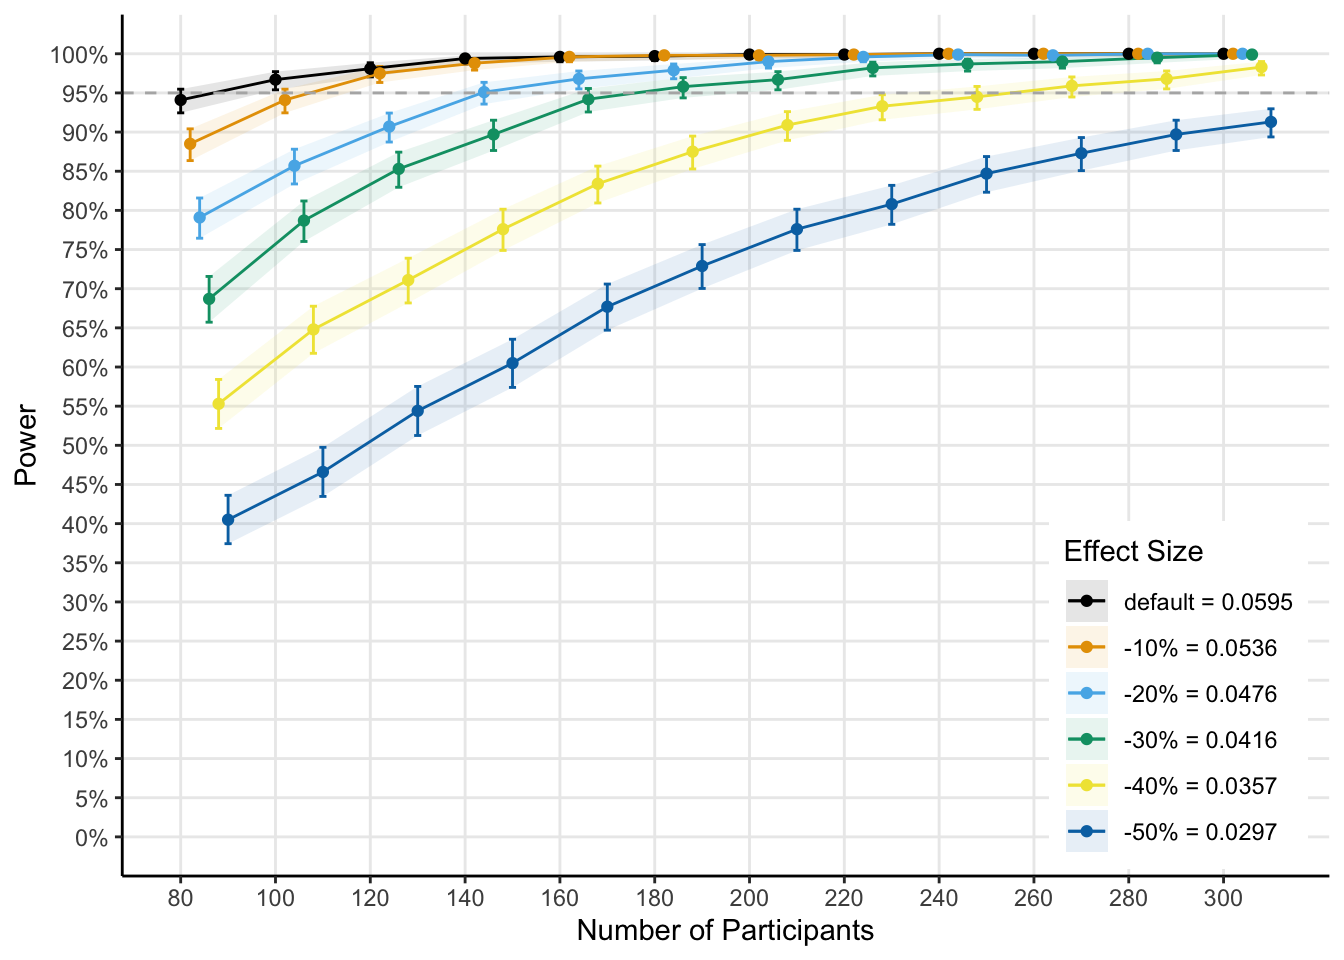 100%
95%
90%
85%
80%
75%
70%
65%
60%
55%
50%
45%
40%
35%
30%
25%
20%
15%
10%
5%
0%
Power
Effect Size
default = 0.0595
-10% = 0.0536
-20% = 0.0476
-30% = 0.0416
-40% = 0.0357
-50% = 0.0297
80 100 120 140 160 180 200 220 240 260 280 300
Number of Participants